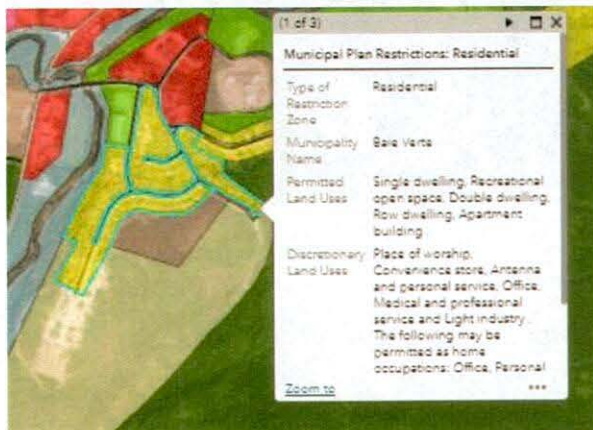 (1 of 3)
Municipal Plan Restrictions: Residential
Type of Restriction Zone
Residential
Municipality Name
Baie Verte
Permitted Land Uses
Single dwelling, Recreational
open space, Double dwelling,
Row dwelling, Apartment
building
Discretionary Land Uses
Place of worship,
Convenience store, Antenna
and personal service, Office,
Medical and professional
service and Light industry .
The following may be
permitted as home
occupations: Office, Personal
Zoom to